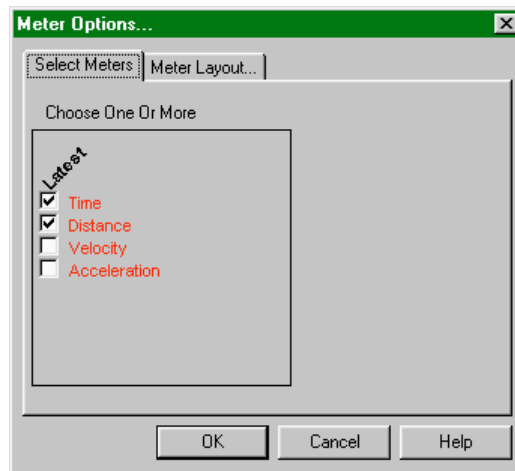 Meter Options...
Select Meters Meter Layout...
Choose One Or More
Latest
Time
Distance
Velocity
Acceleration
OK Cancel Help